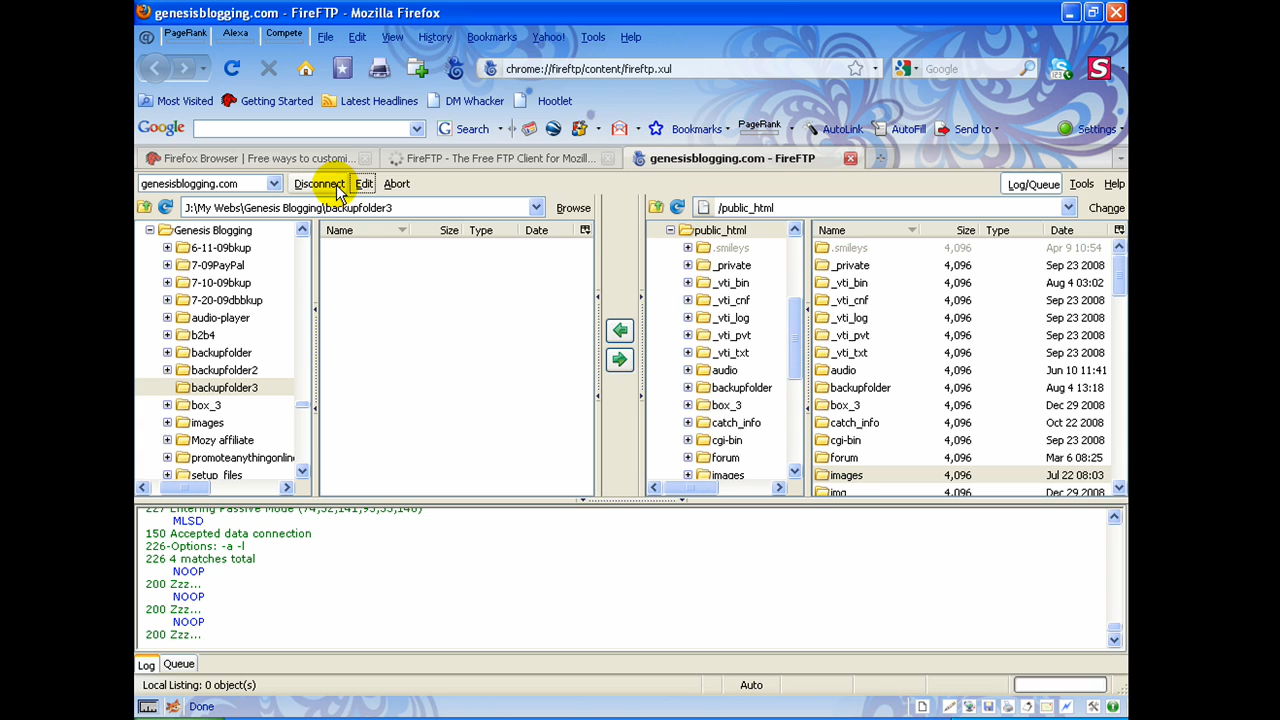 genesisblogging.com - FireFTP - Mozilla Firefox
PageRank Alexa Compete File Edit View History Bookmarks Yahoo! Tools Help
chrome://fireftp/content/fireftp.xul
Google
Most Visited Getting Started Latest Headlines DM Whacker Hootlet
Google Search Bookmarks PageRank AutoLink AutoFill Send to Settings
Firefox Browser | Free ways to customi... FireFTP - The Free FTP Client for Mozill... genesisblogging.com - FireFTP
genesisblogging.com Disconnect Edit Abort Log/Queue Tools Help
J:\My Webs\Genesis Blogging\backupfolder3 Browse /public_html Change
Genesis Blogging Name Size Type Date public_html Name Size Type Date
6-11-09bkup .smileys .smileys 4,096 Apr 9 10:54
7-09PayPal _private _private 4,096 Sep 23 2008
7-10-09bkup _vti_bin _vti_bin 4,096 Aug 4 03:02
7-20-09dbbkup _vti_cnf _vti_cnf 4,096 Sep 23 2008
audio-player _vti_log _vti_log 4,096 Sep 23 2008
b2b4 _vti_pvt _vti_pvt 4,096 Sep 23 2008
backupfolder _vti_txt _vti_txt 4,096 Sep 23 2008
backupfolder2 audio audio 4,096 Jun 10 11:41
backupfolder3 backupfolder backupfolder 4,096 Aug 4 13:18
box_3 box_3 box_3 4,096 Dec 29 2008
images catch_info catch_info 4,096 Oct 22 2008
Mozy affiliate cgi-bin cgi-bin 4,096 Sep 23 2008
promoteanythingonlin forum forum 4,096 Mar 6 08:25
setup_files images images 4,096 Jul 22 08:03
img 4,096
227 Entering Passive Mode
MLSD
150 Accepted data connection
226-Options: -a -l
226 4 matches total
NOOP
200 Zzz...
NOOP
200 Zzz...
NOOP
200 Zzz...
Log Queue
Local Listing: 0 object(s) Auto
Done